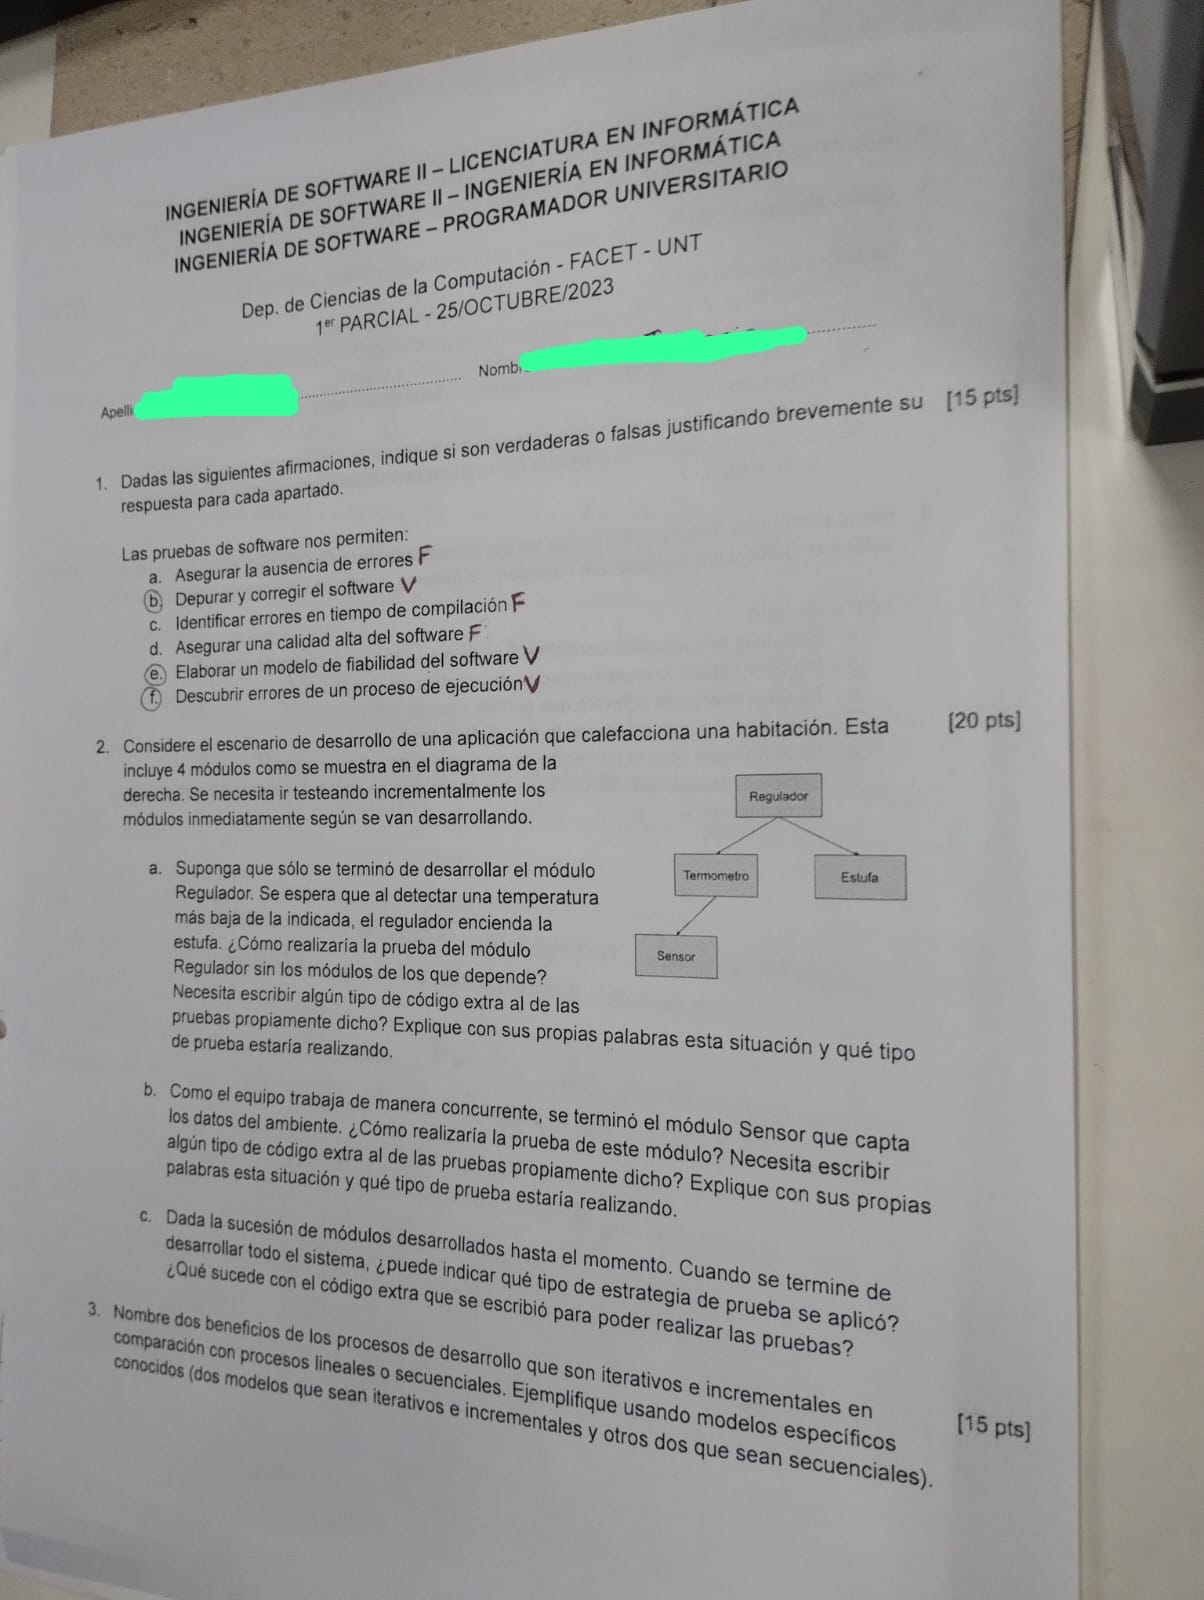 INGENIERÍA DE SOFTWARE II – LICENCIATURA EN INFORMÁTICA
INGENIERÍA DE SOFTWARE II – INGENIERÍA EN INFORMÁTICA
INGENIERÍA DE SOFTWARE – PROGRAMADOR UNIVERSITARIO
Dep. de Ciencias de la Computación - FACET - UNT
1er PARCIAL - 25/OCTUBRE/2023
Apelli
Nomb
1. Dadas las siguientes afirmaciones, indique si son verdaderas o falsas justificando brevemente su [15 pts]
respuesta para cada apartado.
Las pruebas de software nos permiten:
a. Asegurar la ausencia de errores F
b. Depurar y corregir el software V
c. Identificar errores en tiempo de compilación F
d. Asegurar una calidad alta del software F
e. Elaborar un modelo de fiabilidad del software V
f. Descubrir errores de un proceso de ejecución V
2. Considere el escenario de desarrollo de una aplicación que calefacciona una habitación. Esta [20 pts]
incluye 4 módulos como se muestra en el diagrama de la
derecha. Se necesita ir testeando incrementalmente los
módulos inmediatamente según se van desarrollando.
Regulador
Termometro
Estufa
Sensor
a. Suponga que sólo se terminó de desarrollar el módulo
Regulador. Se espera que al detectar una temperatura
más baja de la indicada, el regulador encienda la
estufa. ¿Cómo realizaría la prueba del módulo
Regulador sin los módulos de los que depende?
Necesita escribir algún tipo de código extra al de las
pruebas propiamente dicho? Explique con sus propias palabras esta situación y qué tipo
de prueba estaría realizando.
b. Como el equipo trabaja de manera concurrente, se terminó el módulo Sensor que capta
los datos del ambiente. ¿Cómo realizaría la prueba de este módulo? Necesita escribir
algún tipo de código extra al de las pruebas propiamente dicho? Explique con sus propias
palabras esta situación y qué tipo de prueba estaría realizando.
c. Dada la sucesión de módulos desarrollados hasta el momento. Cuando se termine de
desarrollar todo el sistema, ¿puede indicar qué tipo de estrategia de prueba se aplicó?
¿Qué sucede con el código extra que se escribió para poder realizar las pruebas?
3. Nombre dos beneficios de los procesos de desarrollo que son iterativos e incrementales en
comparación con procesos lineales o secuenciales. Ejemplifique usando modelos específicos [15 pts]
conocidos (dos modelos que sean iterativos e incrementales y otros dos que sean secuenciales).